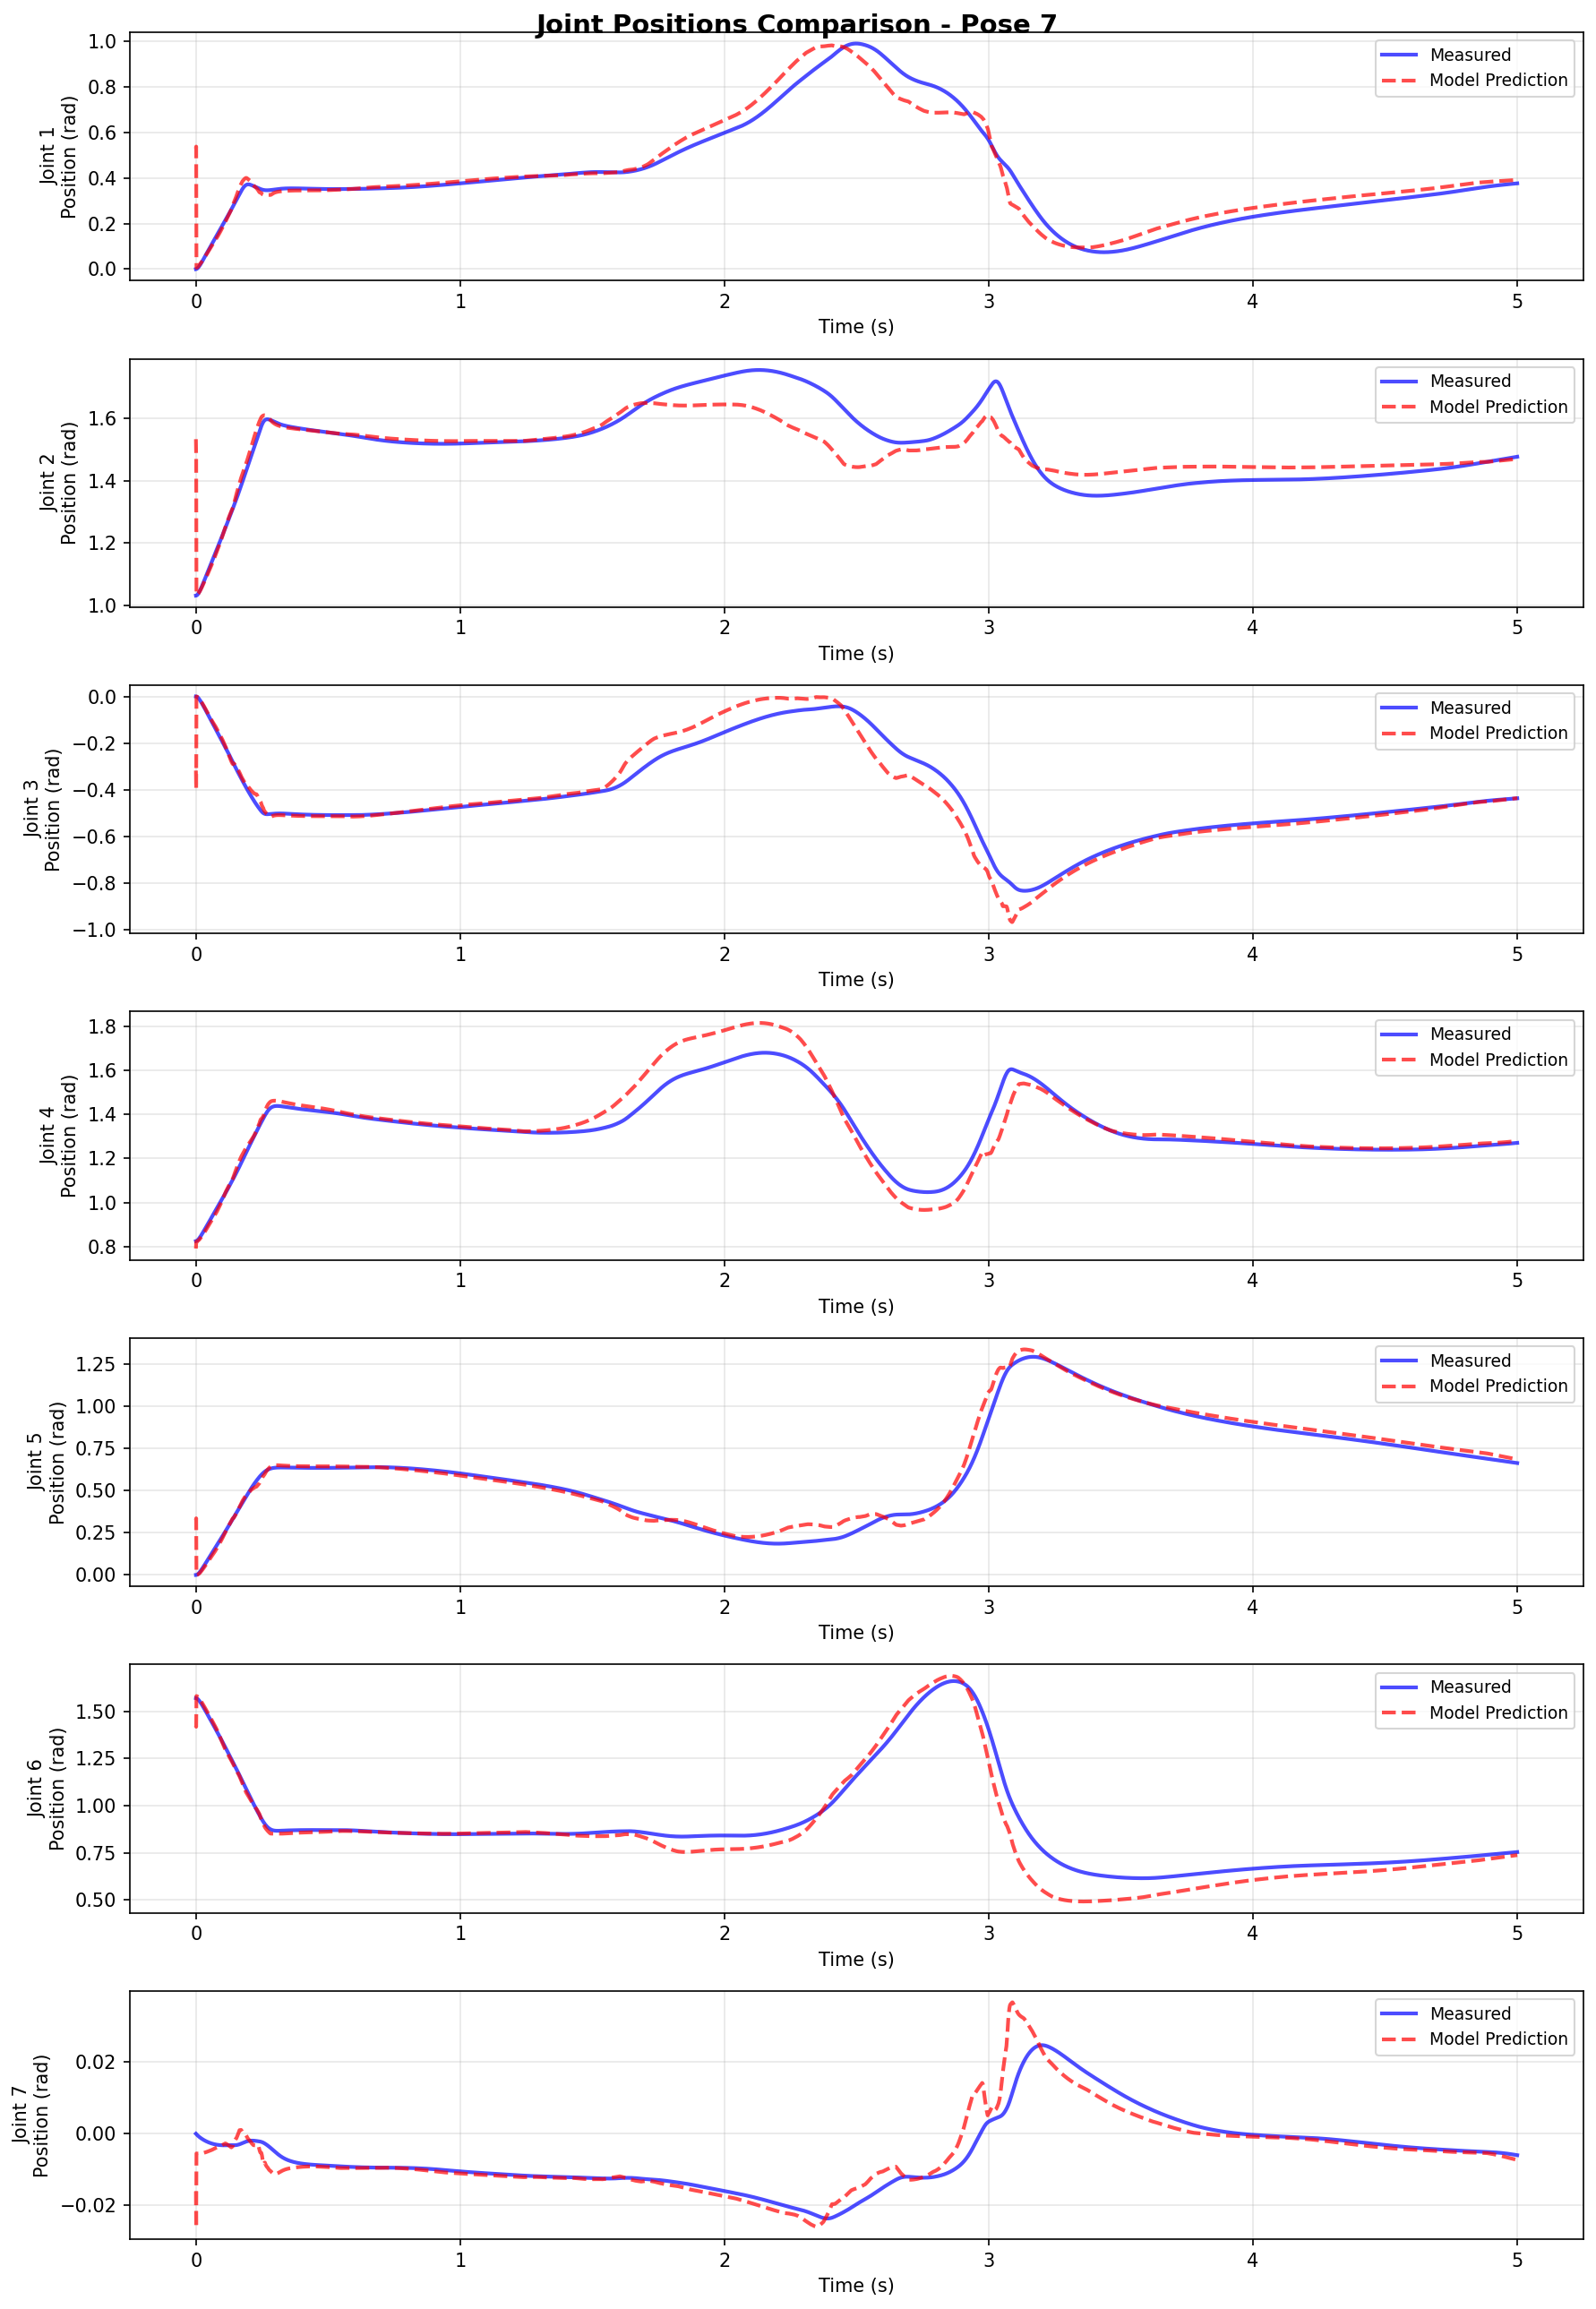 Joint Positions Comparison - Pose 7
Joint 1
Position (rad)
1.0
0.8
0.6
0.4
0.2
0.0
Measured
Model Prediction
0 1 2 3 4 5
Time (s)
Joint 2
Position (rad)
1.6
1.4
1.2
1.0
Measured
Model Prediction
0 1 2 3 4 5
Time (s)
Joint 3
Position (rad)
0.0
−0.2
−0.4
−0.6
−0.8
−1.0
Measured
Model Prediction
0 1 2 3 4 5
Time (s)
Joint 4
Position (rad)
1.8
1.6
1.4
1.2
1.0
0.8
Measured
Model Prediction
0 1 2 3 4 5
Time (s)
Joint 5
Position (rad)
1.25
1.00
0.75
0.50
0.25
0.00
Measured
Model Prediction
0 1 2 3 4 5
Time (s)
Joint 6
Position (rad)
1.50
1.25
1.00
0.75
0.50
Measured
Model Prediction
0 1 2 3 4 5
Time (s)
Joint 7
Position (rad)
0.02
0.00
−0.02
Measured
Model Prediction
0 1 2 3 4 5
Time (s)